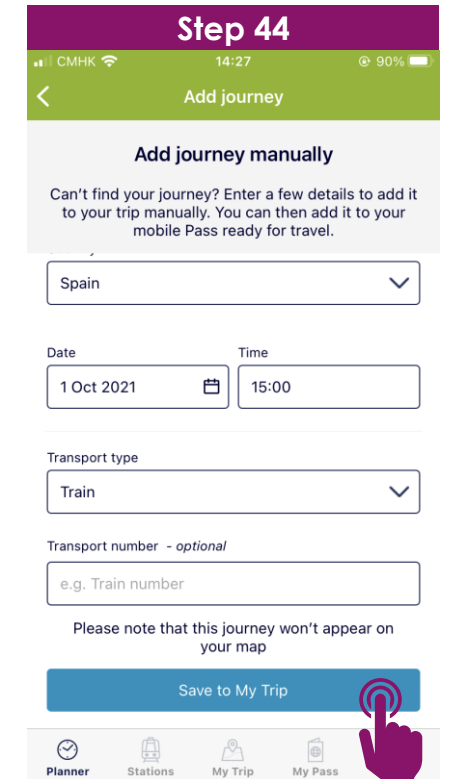 Step 44
CMHK 14:27 90%
Add journey
Add journey manually
Can't find your journey? Enter a few details to add it
to your trip manually. You can then add it to your
mobile Pass ready for travel.
Spain
Date Time
1 Oct 2021 15:00
Transport type
Train
Transport number - optional
e.g. Train number
Please note that this journey won't appear on
your map
Save to My Trip
Planner Stations My Trip My Pass